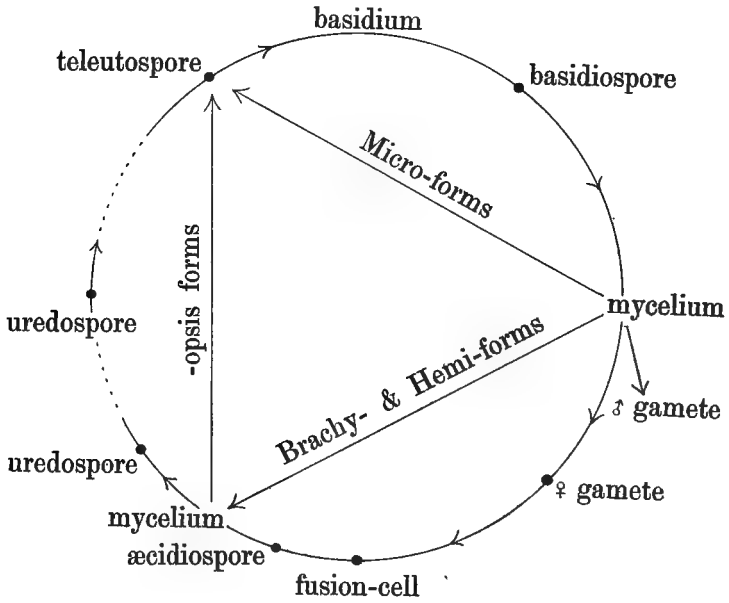 basidium
teleutospore
basidiospore
Micro-forms
-opsis forms
mycelium
uredospore
Brachy- & Hemi-forms
♂ gamete
uredospore
♀ gamete
mycelium
æcidiospore
fusion-cell